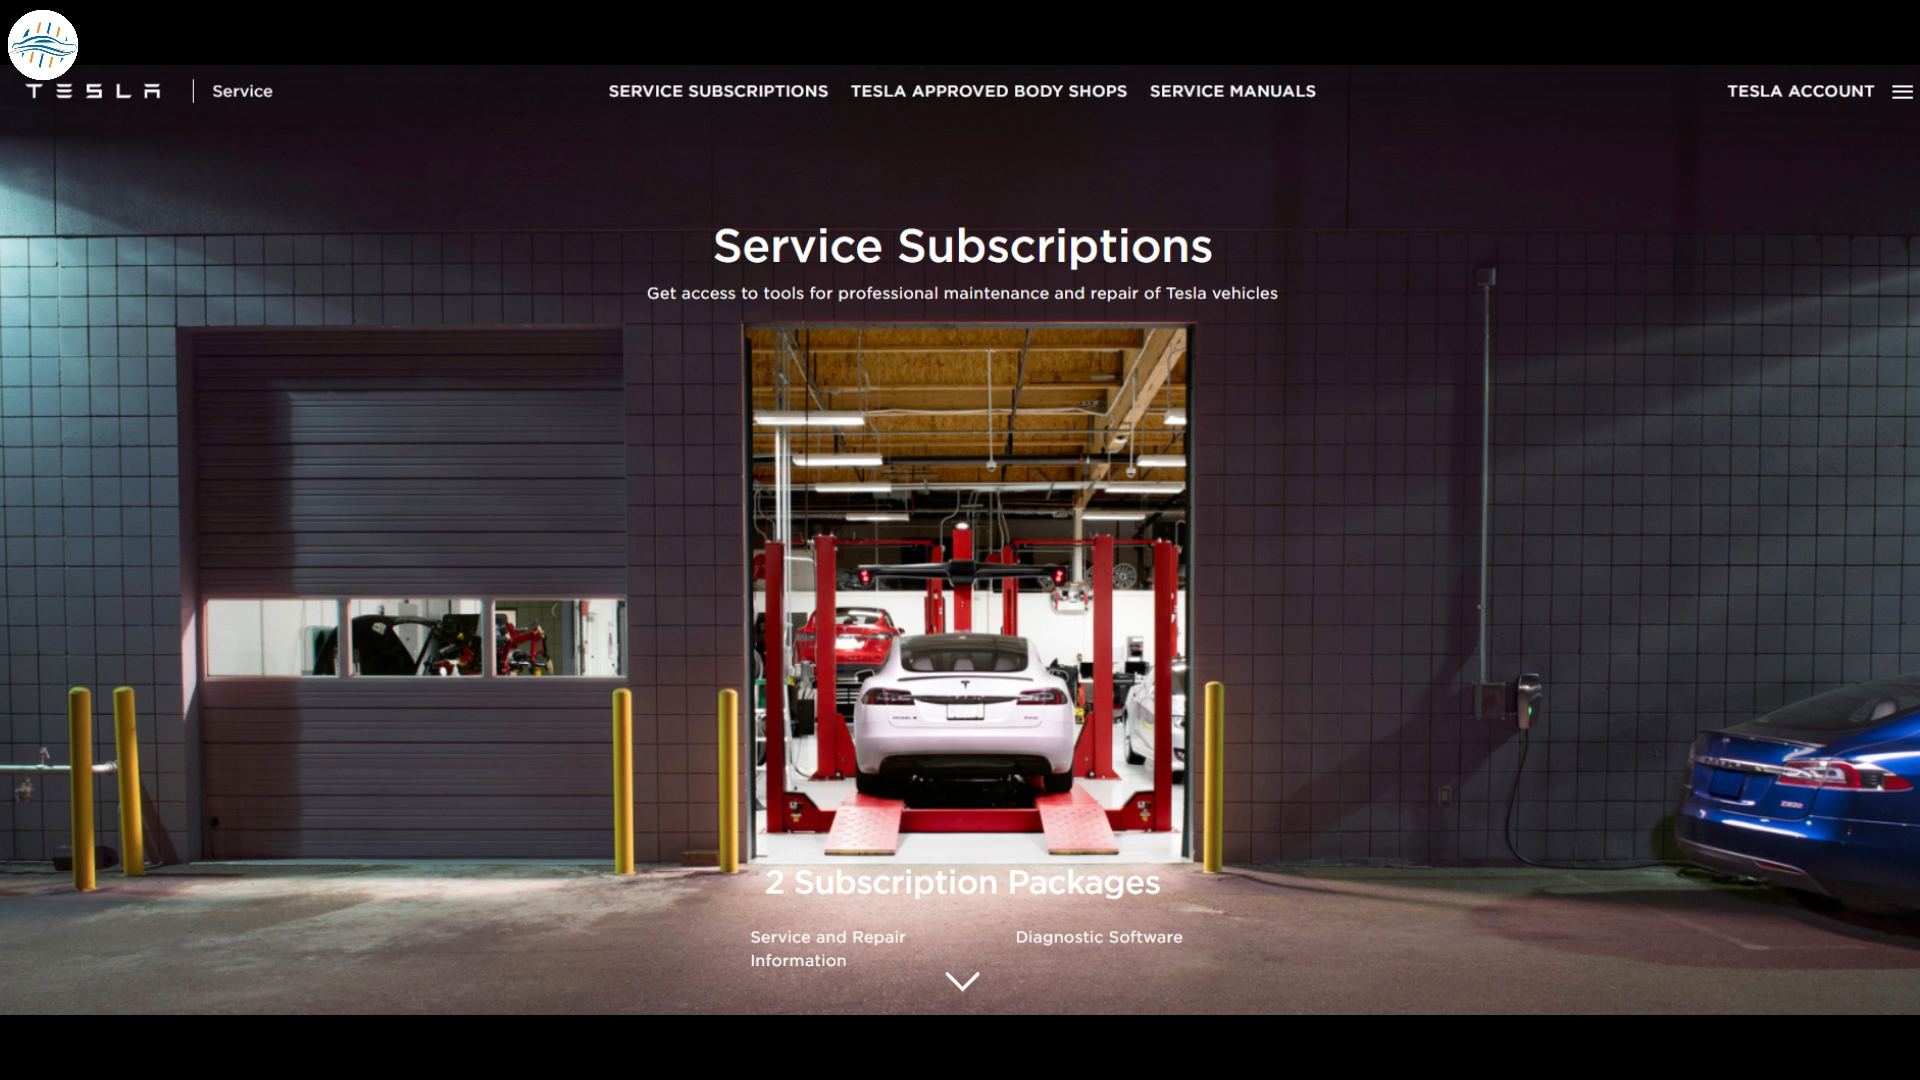 TESLA
Service
SERVICE SUBSCRIPTIONS
TESLA APPROVED BODY SHOPS
SERVICE MANUALS
TESLA ACCOUNT
Service Subscriptions
Get access to tools for professional maintenance and repair of Tesla vehicles
2 Subscription Packages
Service and Repair
Information
Diagnostic Software